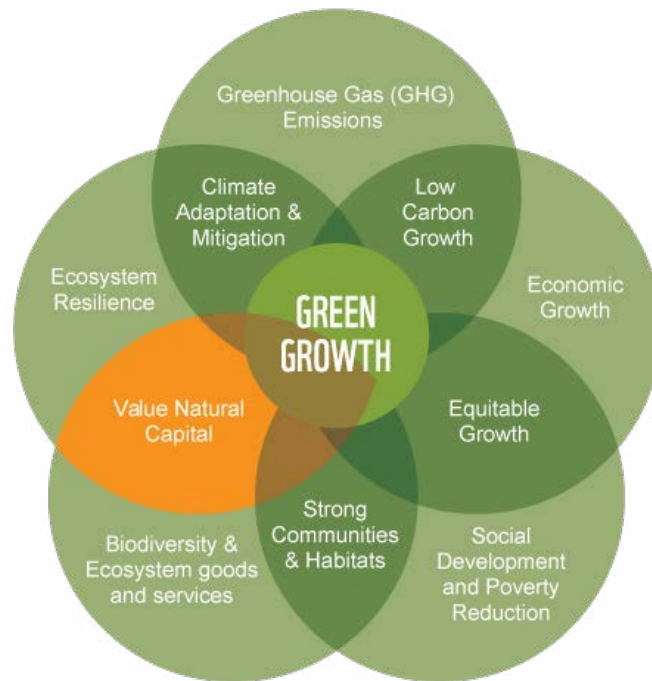 Greenhouse Gas (GHG)
Emissions
Climate
Adaptation &
Mitigation
Low
Carbon
Growth
Ecosystem
Resilience
GREEN
GROWTH
Economic
Growth
Value Natural
Capital
Equitable
Growth
Strong
Communities
& Habitats
Biodiversity &
Ecosystem goods
and services
Social
Development
and Poverty
Reduction